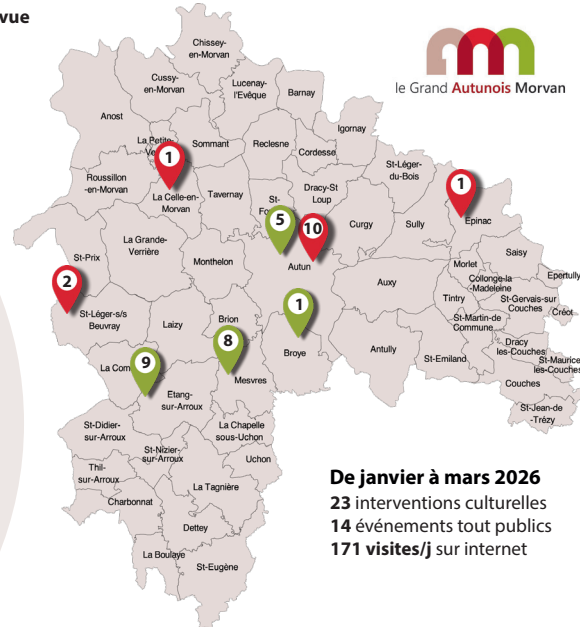 vue
le Grand Autunois Morvan
Chissey-
en-Morvan
Cussy-
en-Morvan
Lucenay-
l'Evêque
Barnay
Anost
Igornay
La Petite-
Sommant
Reclesne
Cordesse
St-Léger-
du-Bois
1
Roussillon
-en-Morvan
La Celle-en-
Morvan
Tavernay
St-
5
Dracy-St
Loup
10
1
Epinac
Curgy
Sully
La Grande-
Verrière
St-Prix
Monthelon
Autun
Auxy
Saisy
Morlet
Collonge-la
-Madeleine
Epertully
Tintry
St-Gervais-sur
Couches
Créot
2
St-Léger-s/s
Beuvray
Laizy
Brion
1
Broye
Antully
St-Martin-de
Commune
Dracy
les-Couches
St-Maurice
les-Couches
St-Emiland
Couches
St-Jean-de
-Trézy
9
8
Mesvres
Etang-
sur-Arroux
St-Didier-
sur-Arroux
La Chapelle
sous-Uchon
St-Nizier-
sur-Arroux
Uchon
Thil-
sur-Arroux
La Tagnière
Charbonnat
Dettey
La Boulaye
St-Eugène
De janvier à mars 2026
23 interventions culturelles
14 événements tout publics
171 visites/j sur internet